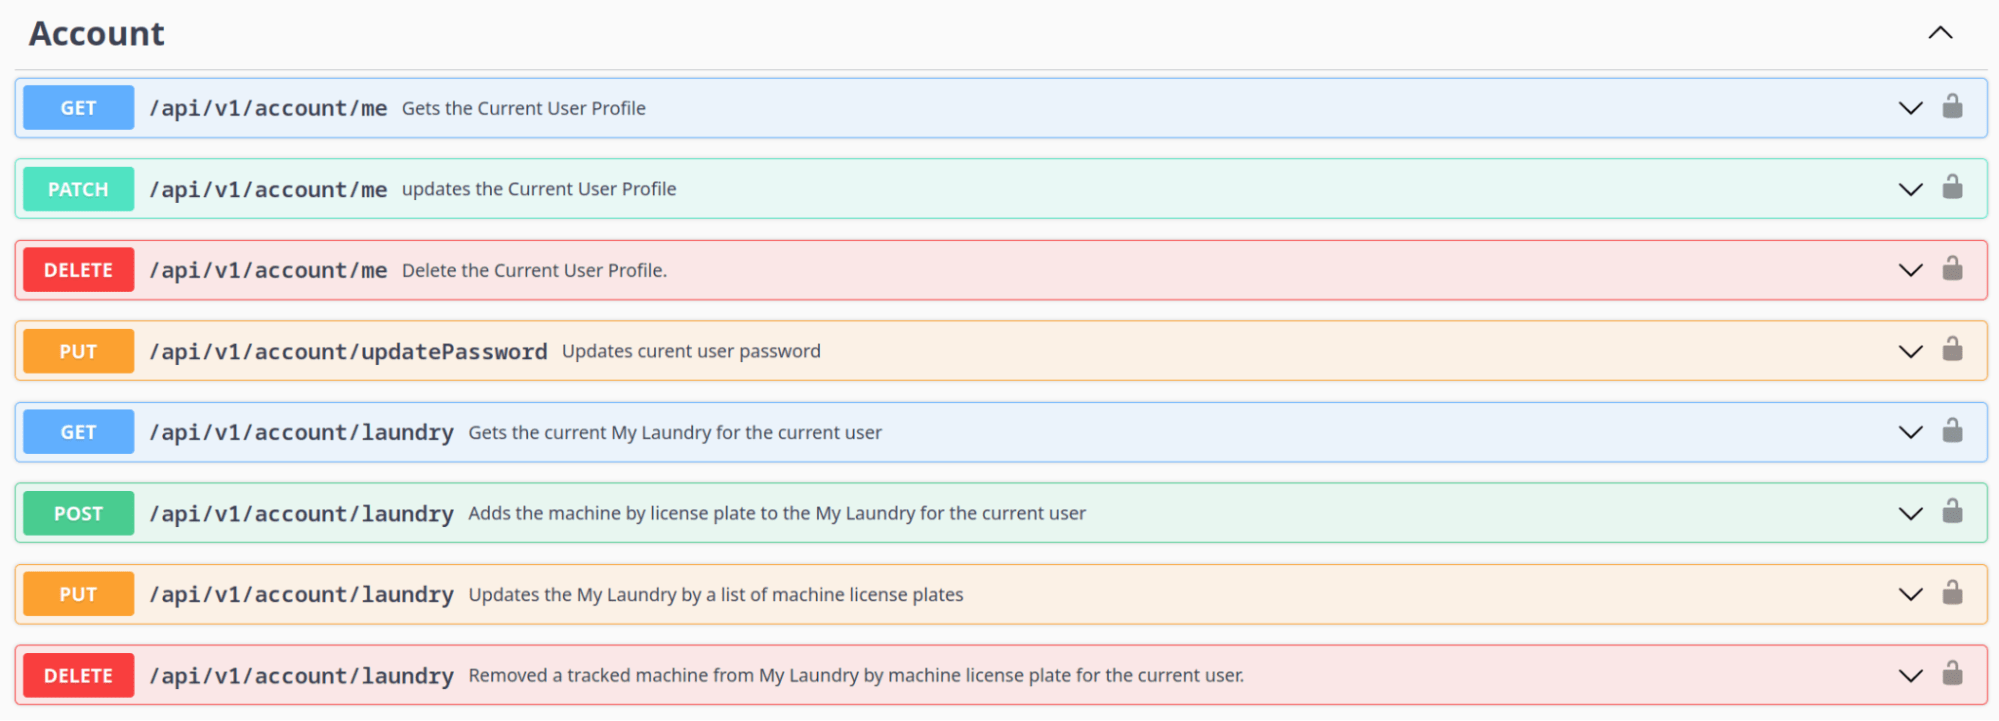 Account
GET /api/v1/account/me Gets the Current User Profile
PATCH /api/v1/account/me updates the Current User Profile
DELETE /api/v1/account/me Delete the Current User Profile.
PUT /api/v1/account/updatePassword Updates curent user password
GET /api/v1/account/laundry Gets the current My Laundry for the current user
POST /api/v1/account/laundry Adds the machine by license plate to the My Laundry for the current user
PUT /api/v1/account/laundry Updates the My Laundry by a list of machine license plates
DELETE /api/v1/account/laundry Removed a tracked machine from My Laundry by machine license plate for the current user.